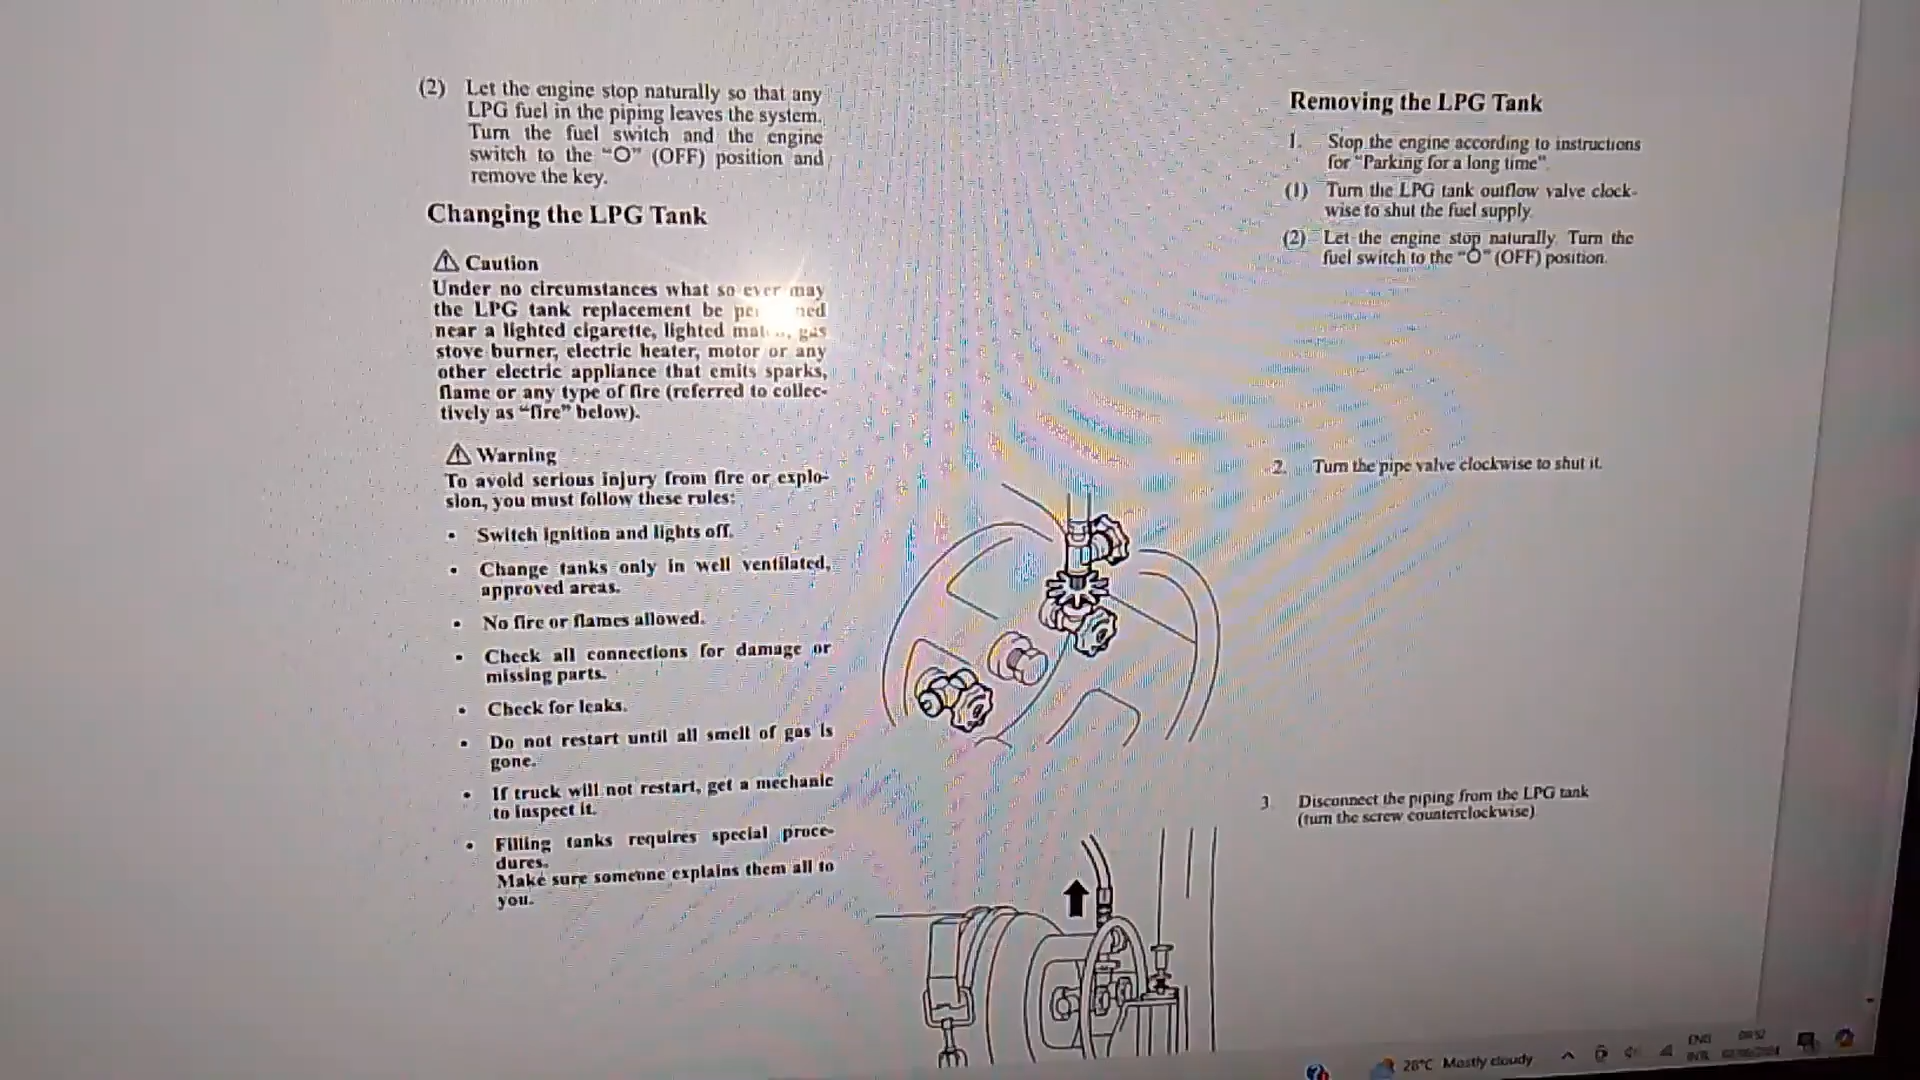 (2) Let the engine stop naturally so that any
LPG fuel in the piping leaves the system.
Turn the fuel switch and the engine
switch to the "O" (OFF) position and
remove the key.
Changing the LPG Tank
Caution
Under no circumstances what so ever may
the LPG tank replacement be
near a lighted cigarette, lighted gas
stove burner, electric heater, motor or any
other electric appliance that emits sparks,
flame or any type of fire (referred to collec-
tively as "fire" below).
Warning
To avoid serious injury from fire or explo-
sion, you must follow these rules:
• Switch ignition and lights off.
• Change tanks only in well ventilated,
approved areas.
• No fire or flames allowed.
• Check all connections for damage or
missing parts.
• Check for leaks.
• Do not restart until all smell of gas is
gone.
• If truck will not restart, get a mechanic
to inspect it.
• Filling tanks requires special proce-
dures.
Make sure someone explains them all to
you.
Removing the LPG Tank
1. Stop the engine according to instructions
for "Parking for a long time".
(1) Turn the LPG tank outflow valve clock-
wise to shut the fuel supply.
(2) Let the engine stop naturally. Turn the
fuel switch to the "O" (OFF) position.
2. Turn the pipe valve clockwise to shut it.
3 Disconnect the piping from the LPG tank
(turn the screw counterclockwise)
28°C Mostly cloudy
ENG